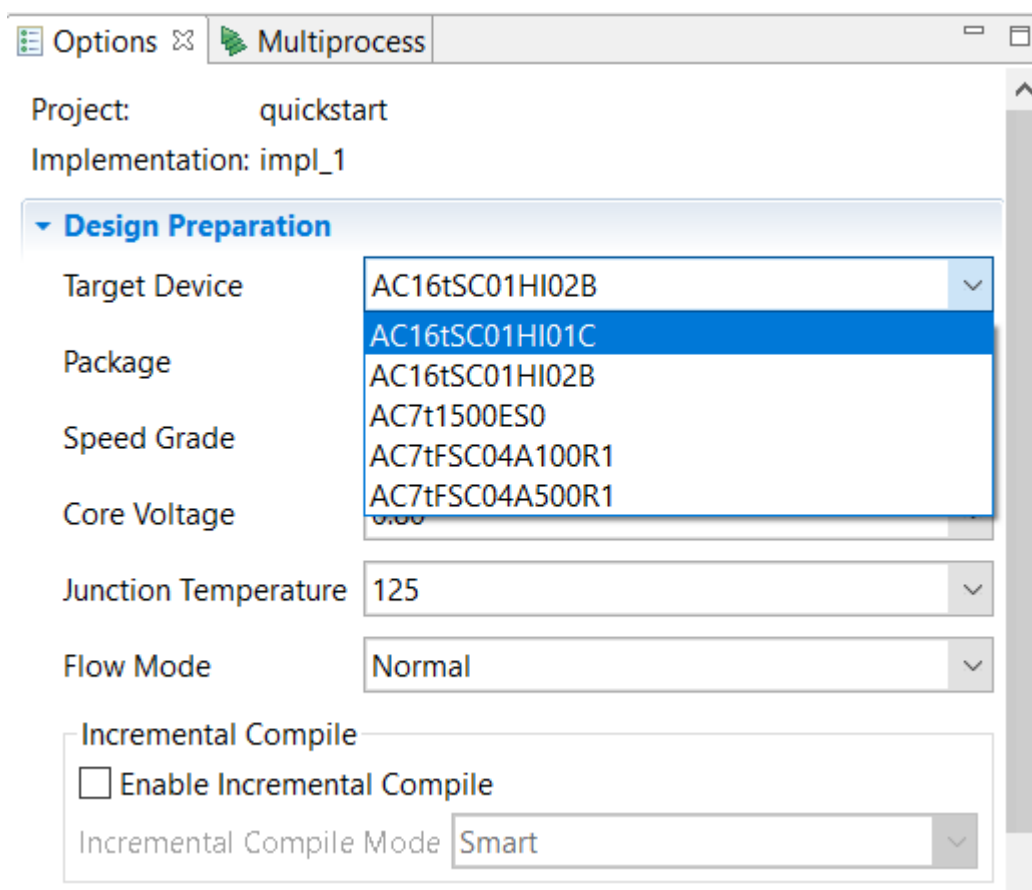 Options Multiprocess
Project: quickstart
Implementation: impl_1
Design Preparation
Target Device AC16tSC01HI02B
AC16tSC01HI01C
Package
AC16tSC01HI02B
AC7t1500ES0
Speed Grade
AC7tFSC04A100R1
AC7tFSC04A500R1
Core Voltage
Junction Temperature 125
Flow Mode Normal
Incremental Compile
Enable Incremental Compile
Incremental Compile Mode Smart